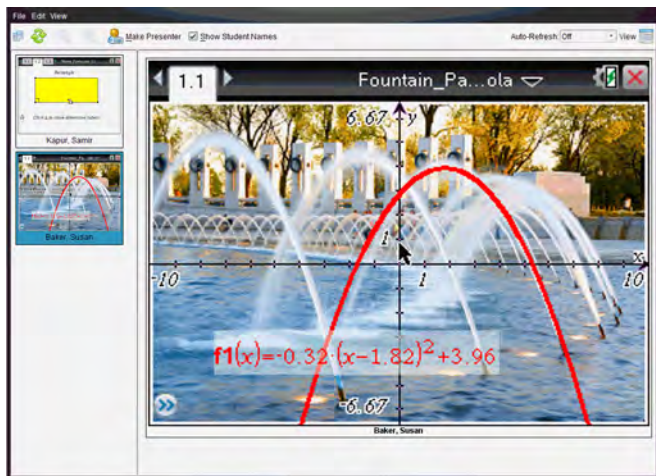 File Edit View
Make Presenter Show Student Names Auto-Refresh: Off View
1.1 Fountain_Pa...ola
Rectangle
Kapur, Samir
Baker, Susan
6.67 y
1
-10 1 x 10
f1(x)=-0.32·(x-1.82)²+3.96
-6.67
Baker, Susan